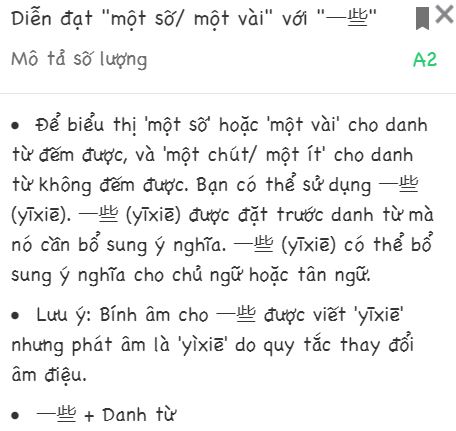 Diễn đạt "một số/ một vài" với "一些"
Mô tả số lượng
A2
• Để biểu thị 'một số' hoặc 'một vài' cho danh
từ đếm được, và 'một chút/ một ít' cho danh
từ không đếm được. Bạn có thể sử dụng 一些
(yīxiē). 一些 (yīxiē) được đặt trước danh từ mà
nó cần bổ sung ý nghĩa. 一些 (yīxiē) có thể bổ
sung ý nghĩa cho chủ ngữ hoặc tân ngữ.
• Lưu ý: Bính âm cho 一些 được viết 'yīxiē'
nhưng phát âm là 'yìxiē' do quy tắc thay đổi
âm điệu.
• 一些 + Danh từ